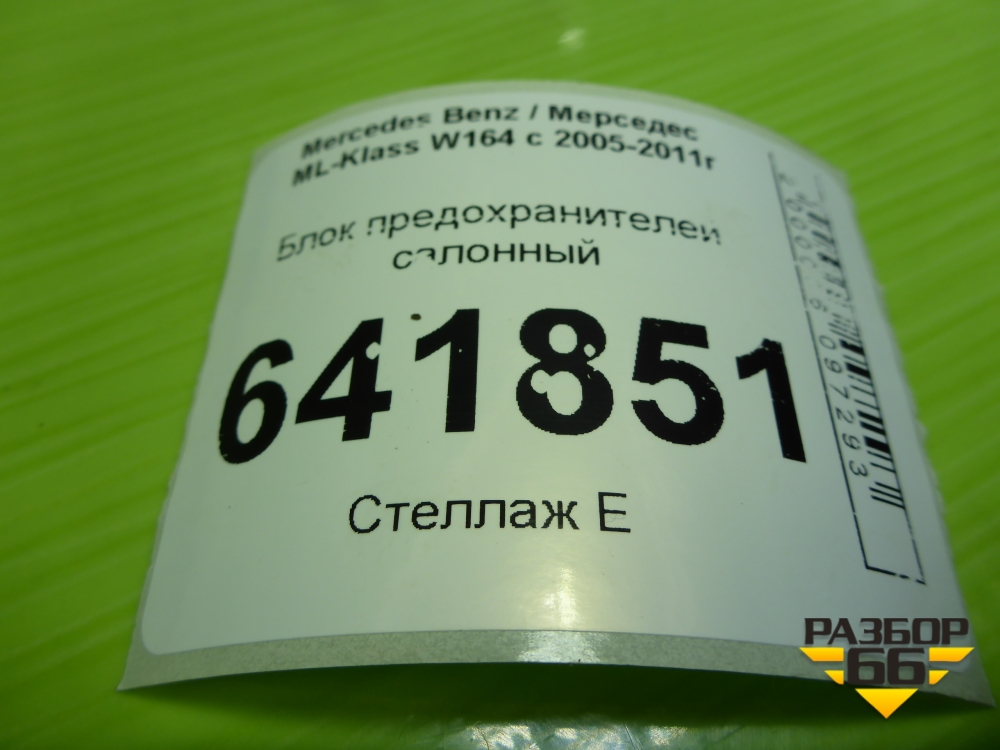 Mercedes Benz / Мерседес
ML-Klass W164 с 2005-2011г
Блок предохранителей
салонный
641851
Стеллаж Е
РАЗБОР
66